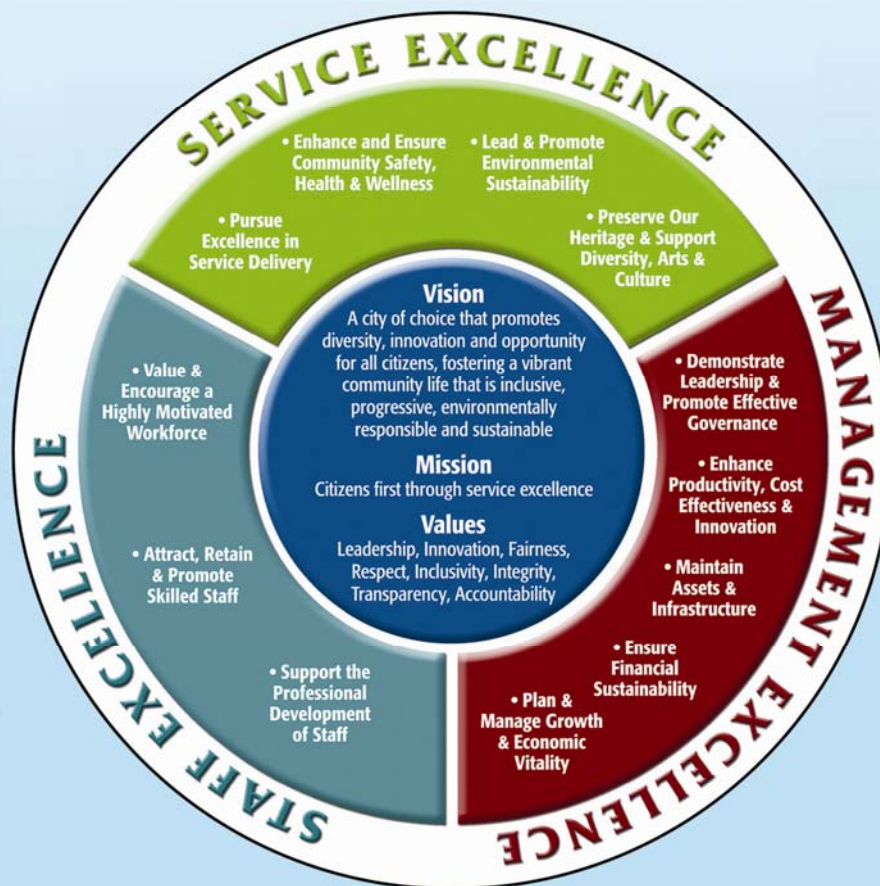 SERVICE EXCELLENCE
• Enhance and Ensure
Community Safety,
Health & Wellness
• Lead & Promote
Environmental
Sustainability
• Pursue
Excellence in
Service Delivery
• Preserve Our
Heritage & Support
Diversity, Arts &
Culture
Vision
A city of choice that promotes
diversity, innovation and opportunity
for all citizens, fostering a vibrant
community life that is inclusive,
progressive, environmentally
responsible and sustainable
Mission
Citizens first through service excellence
Values
Leadership, Innovation, Fairness,
Respect, Inclusivity, Integrity,
Transparency, Accountability
MANAGEMENT EXCELLENCE
• Demonstrate
Leadership &
Promote Effective
Governance
• Enhance
Productivity, Cost
Effectiveness &
Innovation
• Maintain
Assets &
Infrastructure
• Ensure
Financial
Sustainability
• Plan &
Manage Growth
& Economic
Vitality
STAFF EXCELLENCE
• Value &
Encourage a
Highly Motivated
Workforce
• Attract, Retain
& Promote
Skilled Staff
• Support the
Professional
Development
of Staff